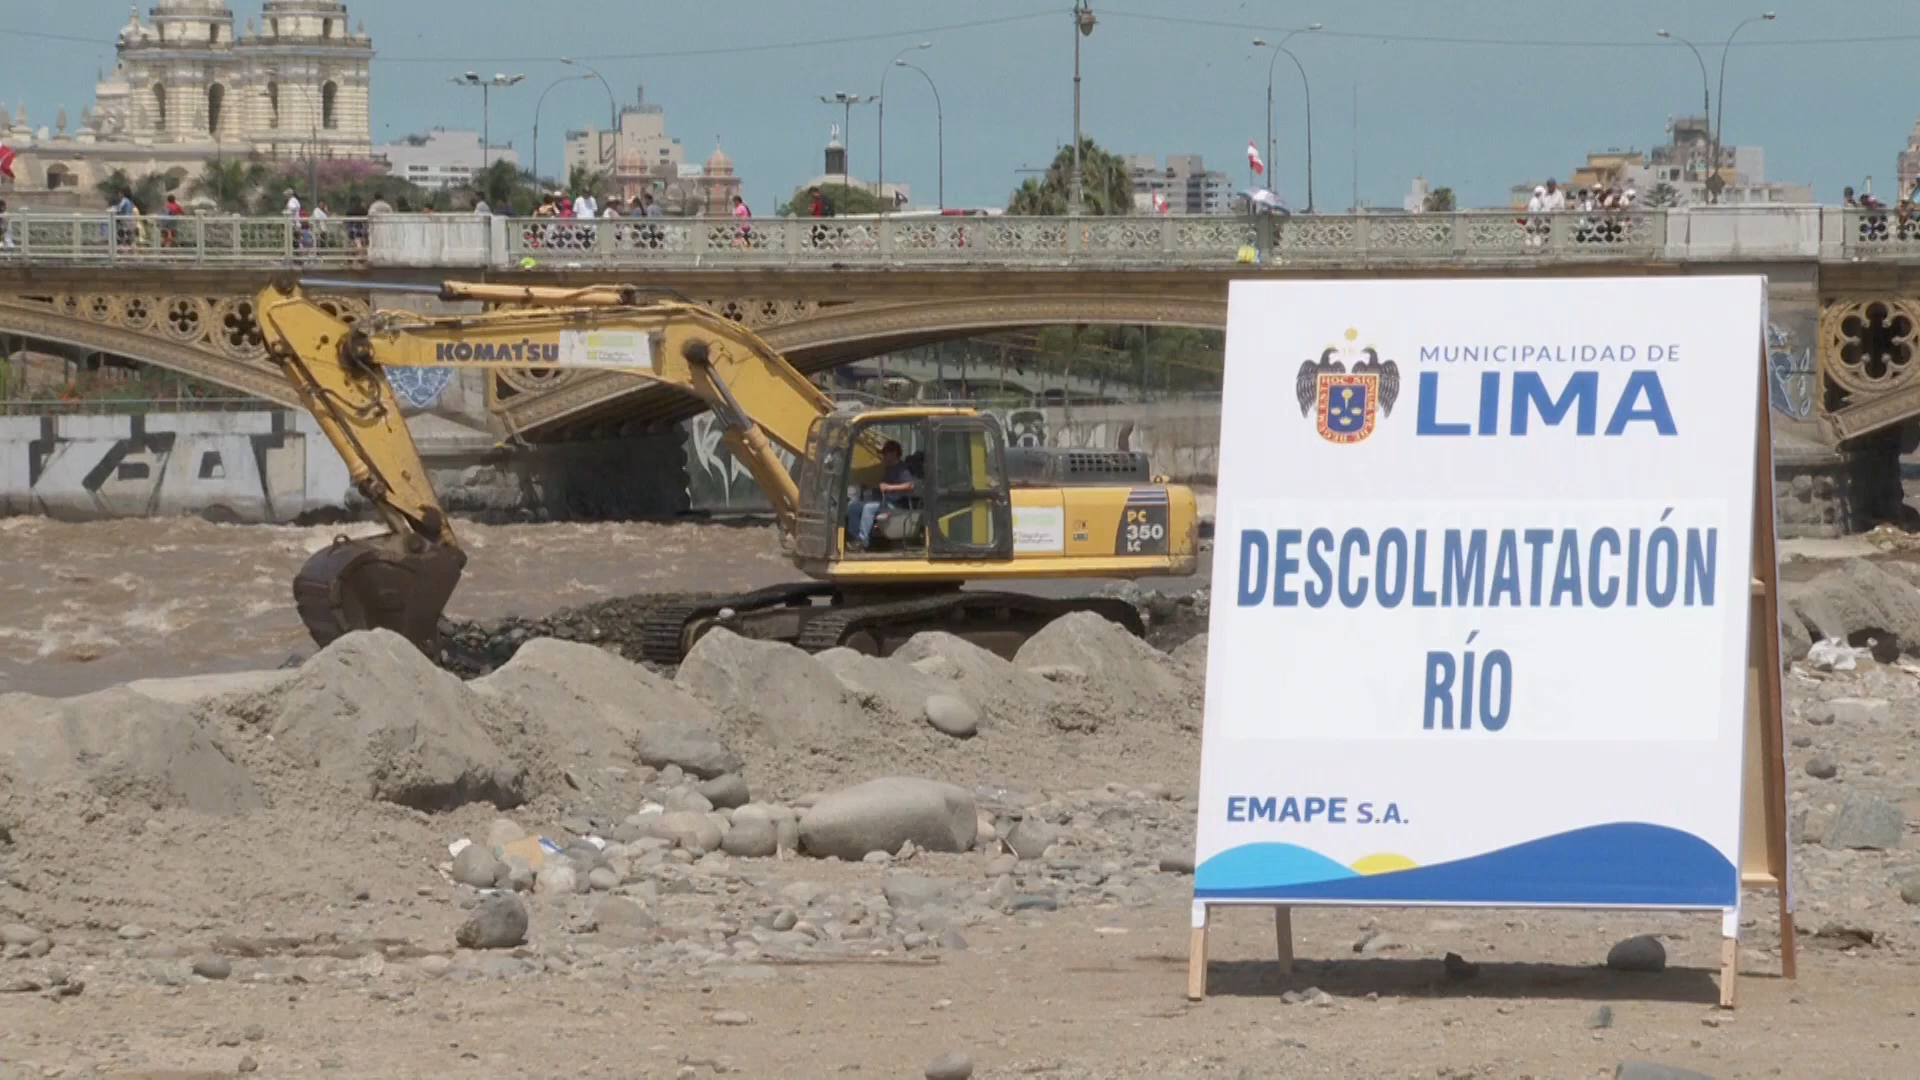 KOMATSU
PC
350
LC
MUNICIPALIDAD DE
LIMA
DESCOLMATACIÓN
RÍO
EMAPE S.A.